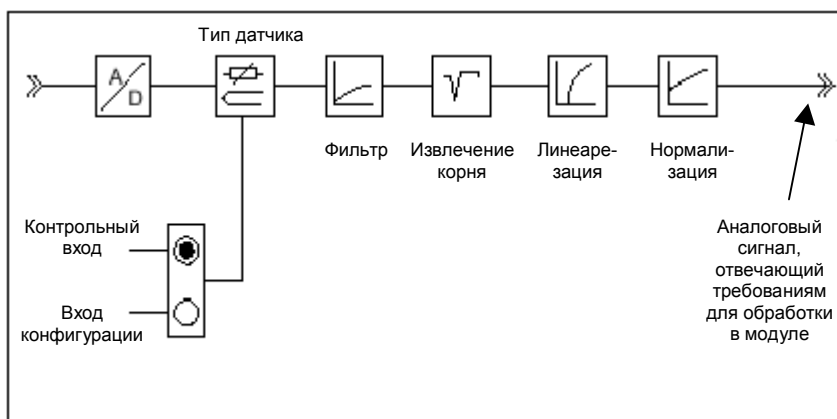 Тип датчика
A/D
Фильтр
Извлечение
корня
Линеаре-
зация
Нормали-
зация
Контрольный
вход
Вход
конфигурации
Аналоговый
сигнал,
отвечающий
требованиям
для обработки
в модуле